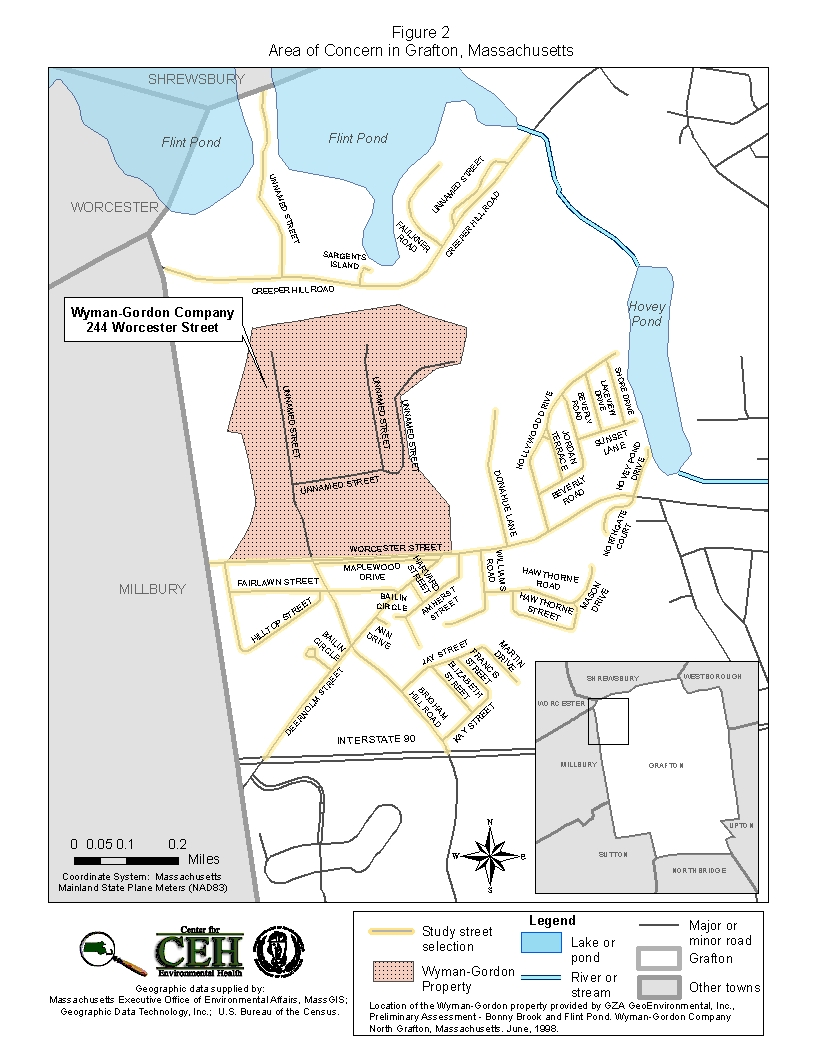 Figure 2
Area of Concern in Grafton, Massachusetts
SHREWSBURY
Flint Pond
Flint Pond
WORCESTER
UNNAMED STREET
UNNAMED STREET
FAULKNER
ROAD
CREEPER HILL ROAD
SARGENTS
ISLAND
CREEPER HILL ROAD
Wyman-Gordon Company
244 Worcester Street
Hovey
Pond
UNNAMED STREET
UNNAMED STREET
UNNAMED STREET
UNNAMED STREET
HOLLYWOOD DRIVE
BEVERLY
ROAD
LAKEVIEW
DRIVE
SHORE DRIVE
JORDAN
TERRACE
SUNSET
LANE
BEVERLY
ROAD
HOVEY POND
DRIVE
DONAHUE LANE
NORTHGATE
COURT
WORCESTER STREET
MILLBURY
FAIRLAWN STREET
MAPLEWOOD
DRIVE
HARVARD
STREET
WILLIAMS
ROAD
HAWTHORNE
ROAD
HAWTHORNE
STREET
MASON
DRIVE
BAILIN
CIRCLE
AMHERST
STREET
HILLTOP STREET
ANN
DRIVE
BAILIN
CIRCLE
JAY STREET
FRANCIS
STREET
MARTIN
DRIVE
ELIZABETH
STREET
BRIGHAM
HILL ROAD
KAY STREET
DEERNOLM STREET
INTERSTATE 90
SHREWSBURY
WESTBOROUGH
WORCESTER
MILLBURY
GRAFTON
UPTON
SUTTON
NORTHBRIDGE
N
W
E
S
0 0.05 0.1 0.2
Miles
Coordinate System: Massachusetts
Mainland State Plane Meters (NAD83)
Center for
CEH
Environmental Health
Geographic data supplied by:
Massachusetts Executive Office of Environmental Affairs, MassGIS;
Geographic Data Technology, Inc.; U.S. Bureau of the Census.
Legend
Study street
selection
Wyman-Gordon
Property
Lake or
pond
River or
stream
Major or
minor road
Grafton
Other towns
Location of the Wyman-Gordon property provided by GZA GeoEnvironmental, Inc.,
Preliminary Assessment - Bonny Brook and Flint Pond. Wyman-Gordon Company
North Grafton, Massachusetts. June, 1998.